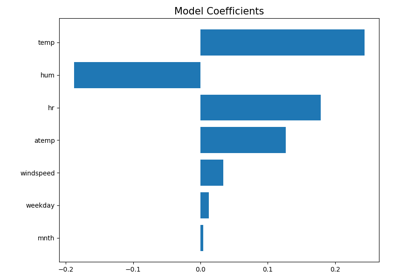 Model Coefficients
temp
hum
hr
atemp
windspeed
weekday
mnth
−0.2 −0.1 0.0 0.1 0.2